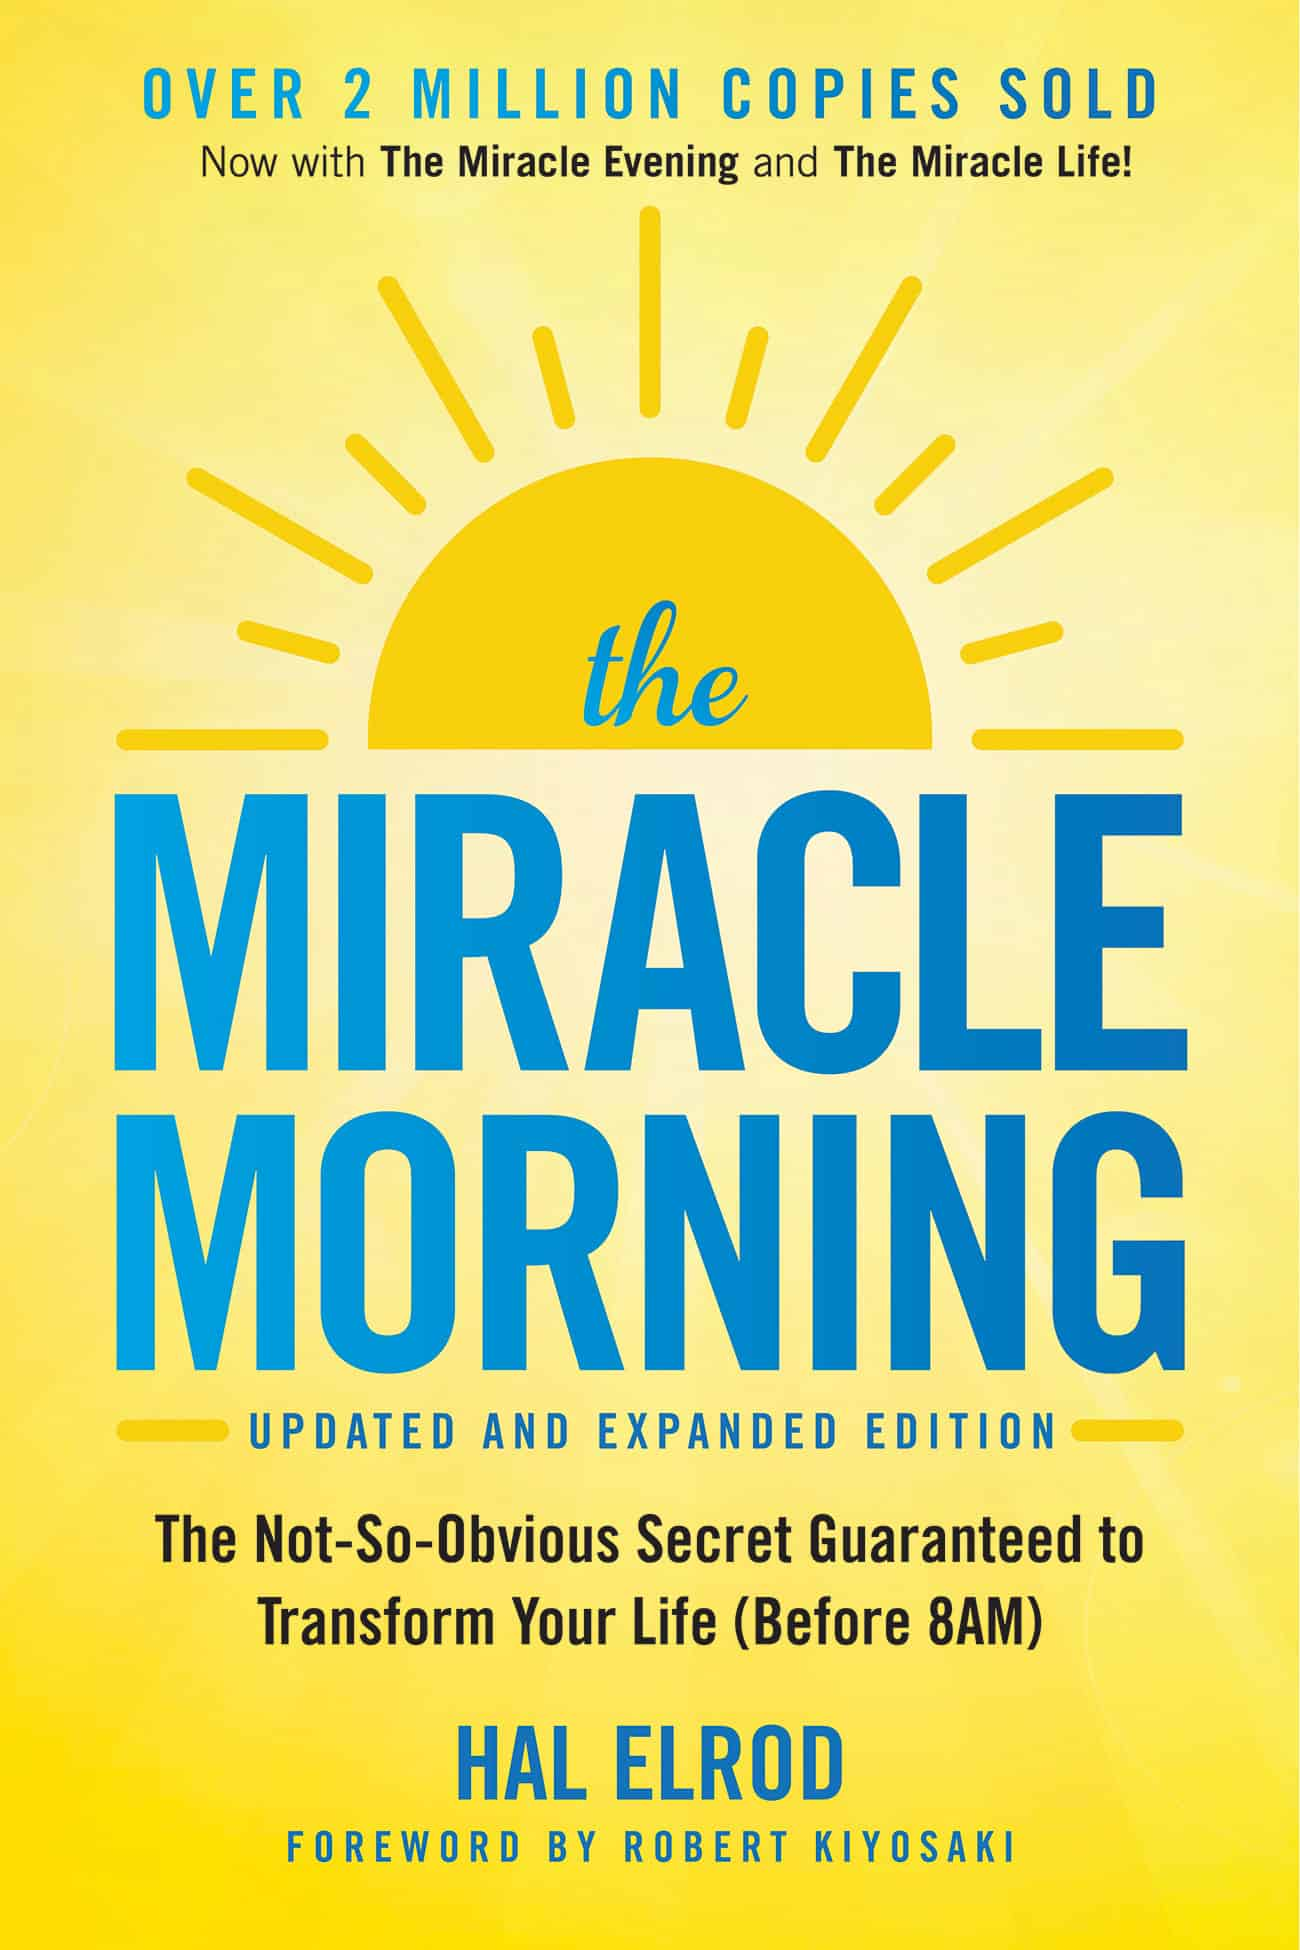 OVER 2 MILLION COPIES SOLD
Now with The Miracle Evening and The Miracle Life!
the
MIRACLE
MORNING
UPDATED AND EXPANDED EDITION
The Not-So-Obvious Secret Guaranteed to
Transform Your Life (Before 8AM)
HAL ELROD
FOREWORD BY ROBERT KIYOSAKI